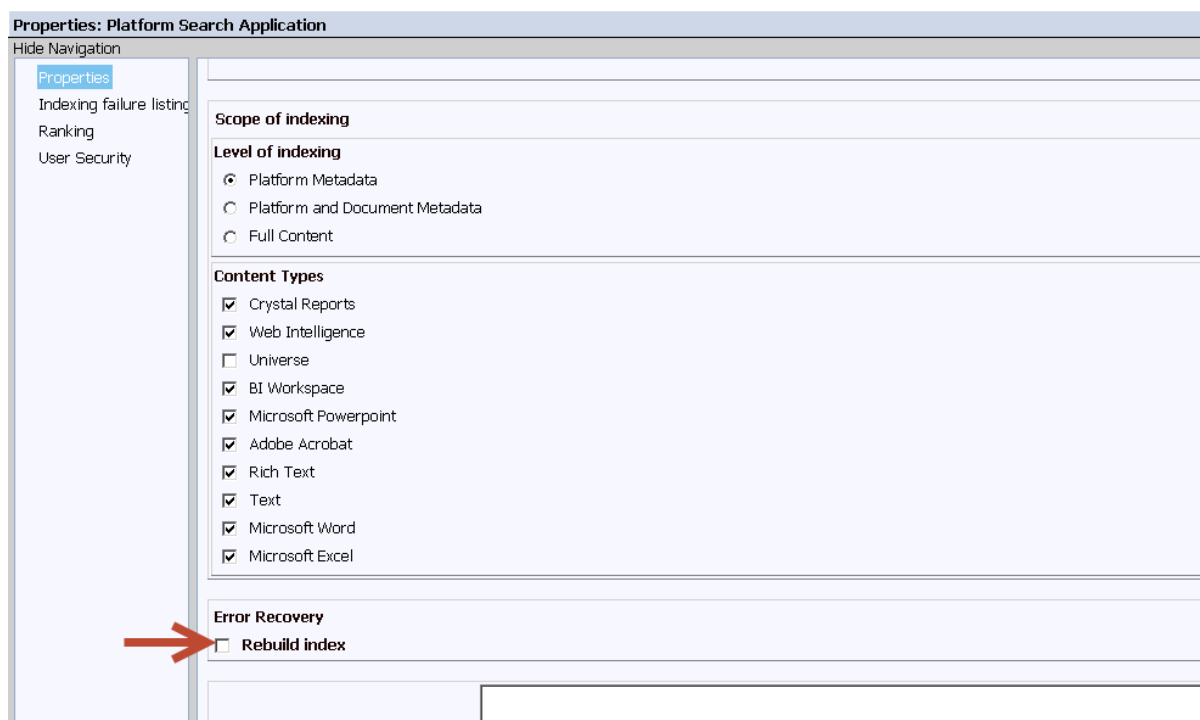 Properties: Platform Search Application
Hide Navigation
Properties
Indexing failure listing
Ranking
User Security
Scope of indexing
Level of indexing
Platform Metadata
Platform and Document Metadata
Full Content
Content Types
Crystal Reports
Web Intelligence
Universe
BI Workspace
Microsoft Powerpoint
Adobe Acrobat
Rich Text
Text
Microsoft Word
Microsoft Excel
Error Recovery
Rebuild index